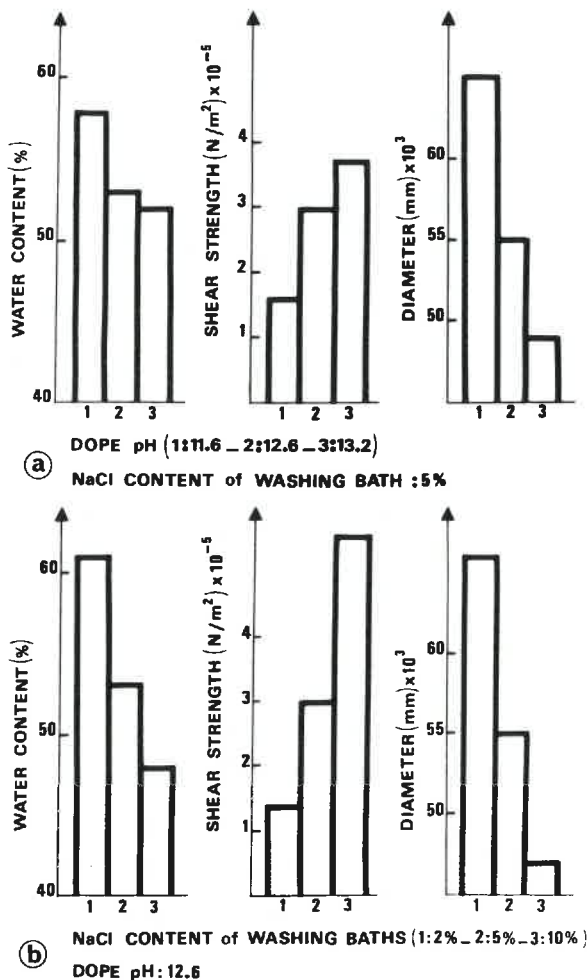 WATER CONTENT (%)
60
50
40
1 2 3
SHEAR STRENGTH (N/m²) x 10⁻⁵
4
3
2
1
1 2 3
DIAMETER (mm) x 10³
60
55
50
1 2 3
DOPE pH (1:11.6 _ 2:12.6 _ 3:13.2)
ⓐ
NaCl CONTENT of WASHING BATH : 5%
WATER CONTENT (%)
60
50
40
1 2 3
SHEAR STRENGTH (N/m²) x 10⁻⁵
4
3
2
1
1 2 3
DIAMETER (mm) x 10³
60
55
50
1 2 3
ⓑ NaCl CONTENT of WASHING BATHS (1:2% _ 2:5% _ 3:10%)
DOPE pH : 12.6